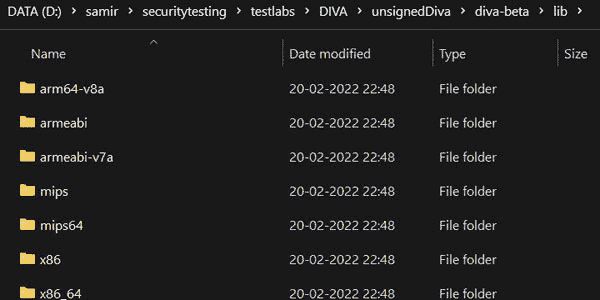 DATA (D:) > samir > securitytesting > testlabs > DIVA > unsignedDiva > diva-beta > lib >
Name Date modified Type Size
arm64-v8a 20-02-2022 22:48 File folder
armeabi 20-02-2022 22:48 File folder
armeabi-v7a 20-02-2022 22:48 File folder
mips 20-02-2022 22:48 File folder
mips64 20-02-2022 22:48 File folder
x86 20-02-2022 22:48 File folder
x86_64 20-02-2022 22:48 File folder